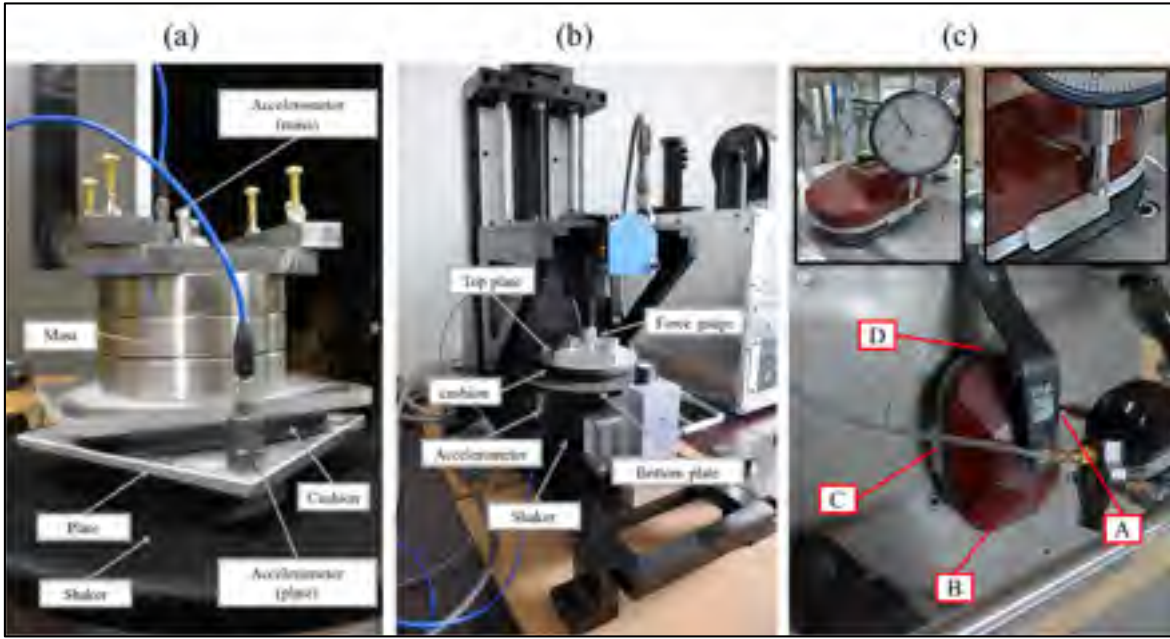 (a)
Accelerometer
(mass)
Mass
Cushion
Plate
Shaker
Accelerometer
(plate)
(b)
Top plate
Force gauge
cushion
Accelerometer
Bottom plate
Shaker
(c)
D
C
A
B